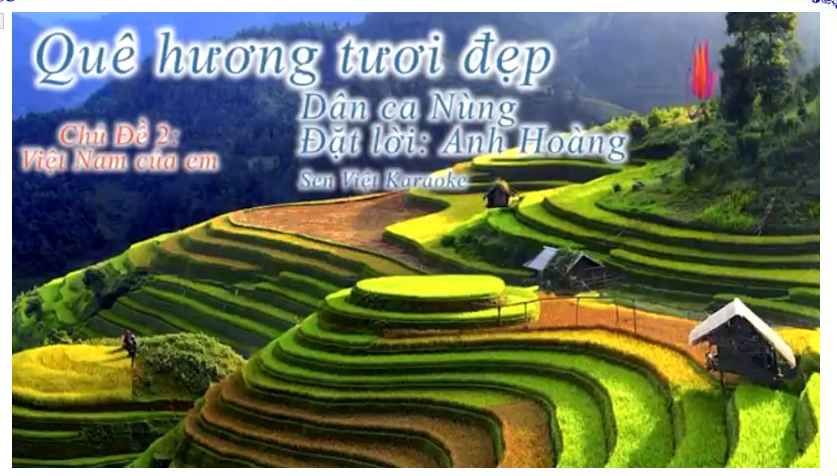 Quê hương tươi đẹp
Dân ca Nùng
Đặt lời: Anh Hoàng
Chủ Đề 2:
Việt Nam của em
Sen Việt Karaoke